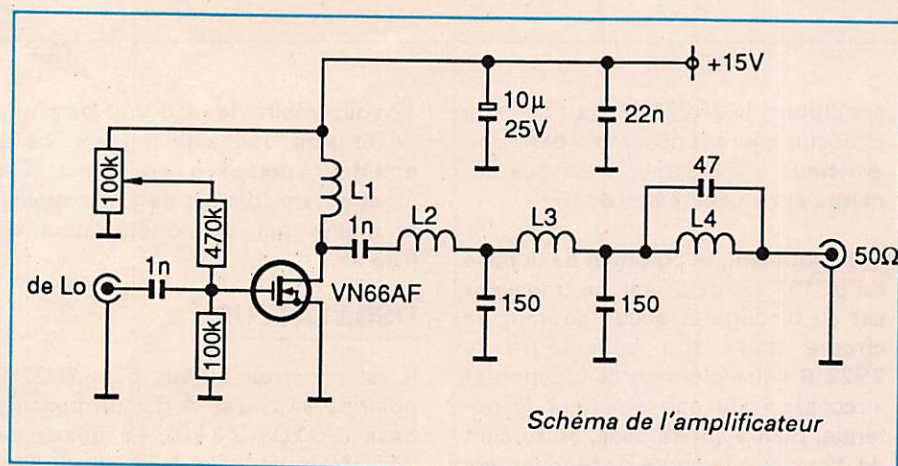 +15V
10µ
25V
22n
100k
L1
470k
47
1n
L2
L3
L4
de Lo
1n
VN66AF
50Ω
100k
150
150
Schéma de l'amplificateur